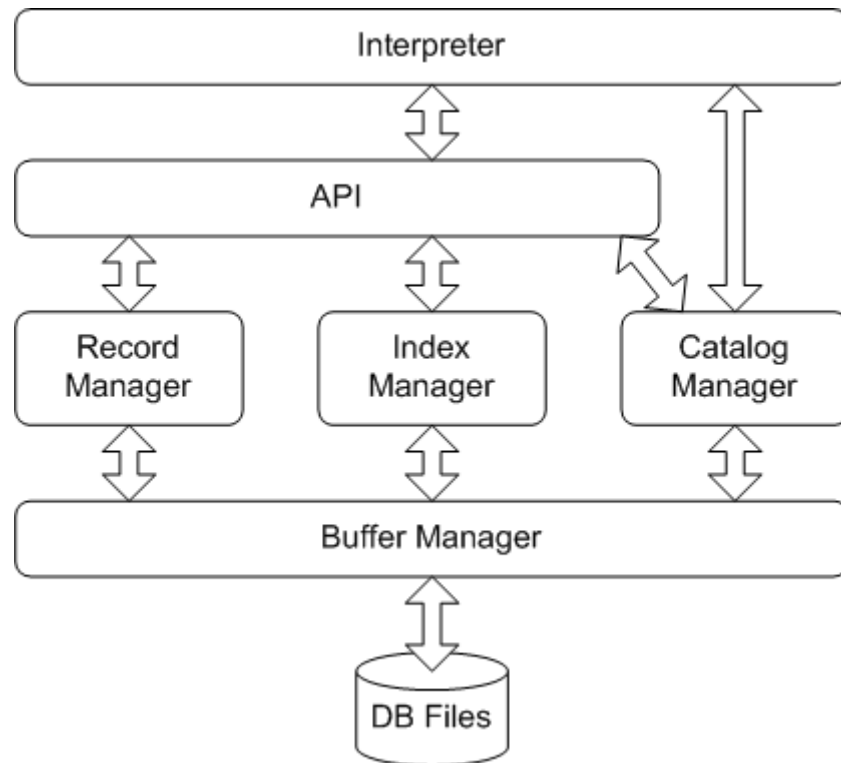 Interpreter
API
Record
Manager
Index
Manager
Catalog
Manager
Buffer Manager
DB Files